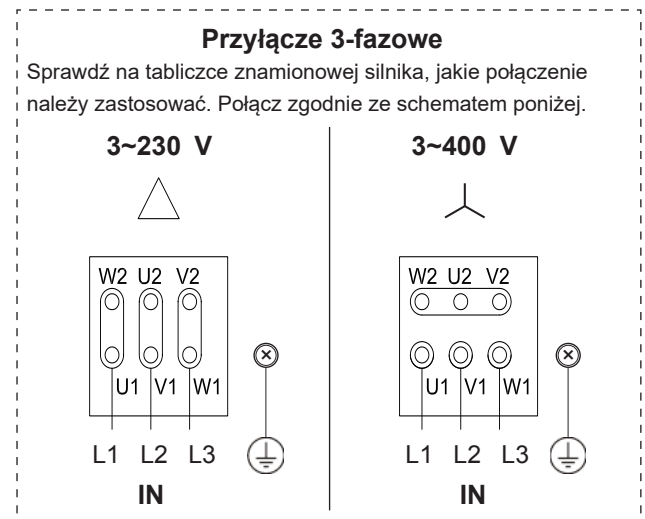 Przyłącze 3-fazowe
Sprawdź na tabliczce znamionowej silnika, jakie połączenie
należy zastosować. Połącz zgodnie ze schematem poniżej.
3~230 V
W2 U2 V2
U1 V1 W1
L1 L2 L3
IN
3~400 V
W2 U2 V2
U1 V1 W1
L1 L2 L3
IN